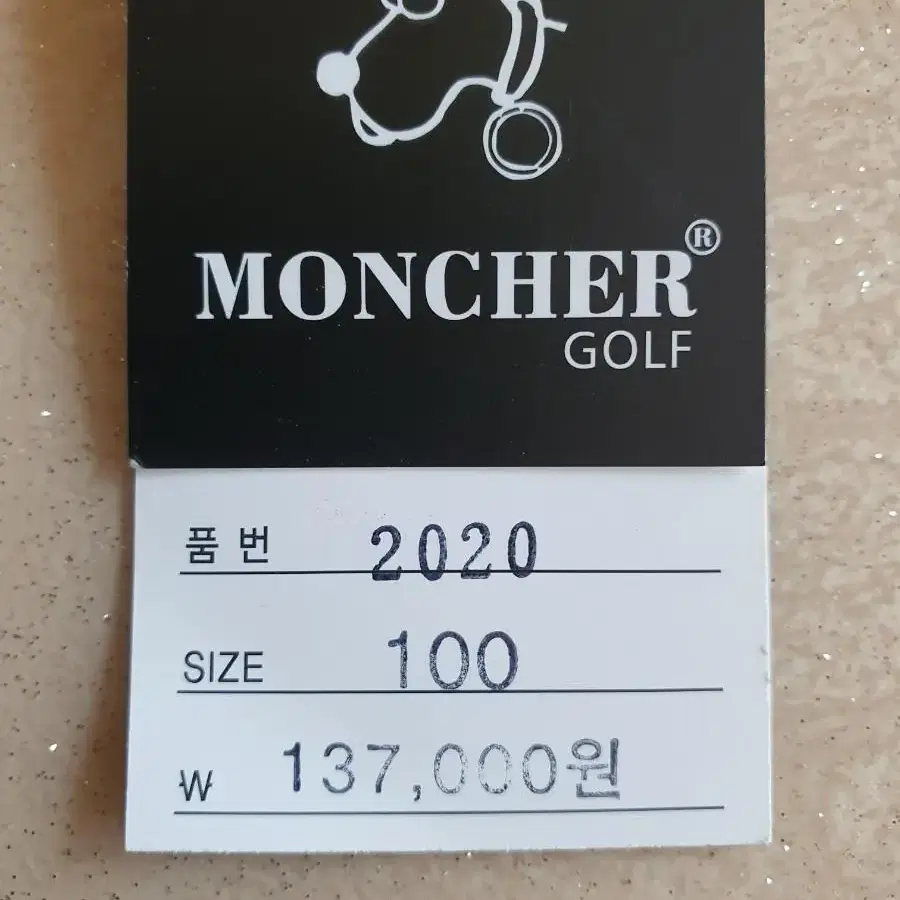 MONCHER®
GOLF
품번 2020
SIZE 100
₩ 137,000원